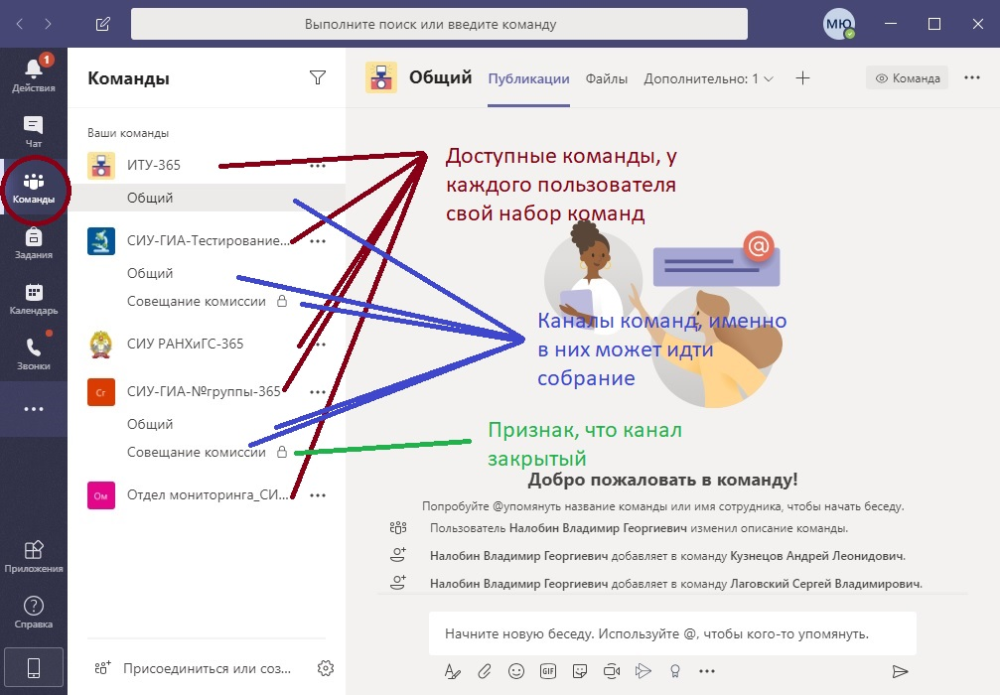 Выполните поиск или введите команду
МЮ
1
Действия
Чат
Команды
Задания
Календарь
Звонки
Приложения
Справка
Команды
Ваши команды
ИТУ-365
Общий
СИУ-ГИА-Тестирование...
Общий
Совещание комиссии
СИУ РАНХиГС-365
Сг
СИУ-ГИА-№группы-365
Общий
Совещание комиссии
Ом
Отдел мониторинга_СИ...
Присоединиться или соз...
Общий
Публикации
Файлы
Дополнительно: 1
Команда
Доступные команды, у
каждого пользователя
свой набор команд
@
Каналы команд, именно
в них может идти
собрание
Признак, что канал
закрытый
Добро пожаловать в команду!
Попробуйте @упомянуть название команды или имя сотрудника, чтобы начать беседу.
Пользователь Налобин Владимир Георгиевич изменил описание команды.
Налобин Владимир Георгиевич добавляет в команду Кузнецов Андрей Леонидович.
Налобин Владимир Георгиевич добавляет в команду Лаговский Сергей Владимирович.
Начните новую беседу. Используйте @, чтобы кого-то упомянуть.
GIF